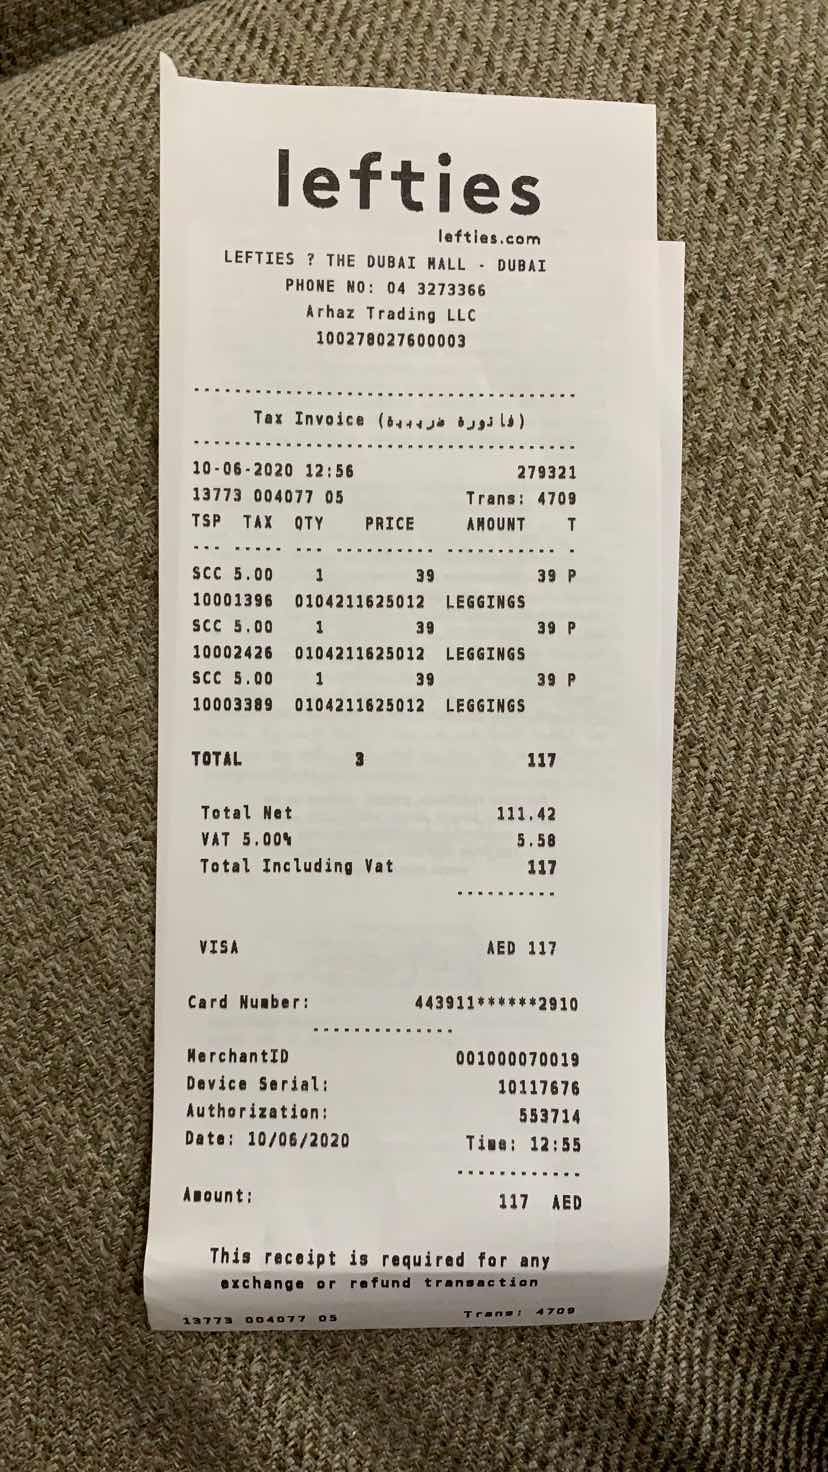 lefties
lefties.com
LEFTIES ? THE DUBAI MALL - DUBAI
PHONE NO: 04 3273366
Arhaz Trading LLC
100278027600003
Tax Invoice (فاتورة ضريبية)
10-06-2020 12:56 279321
13773 004077 05 Trans: 4709
TSP TAX QTY PRICE AMOUNT T
SCC 5.00 1 39 39 P
10001396 0104211625012 LEGGINGS
SCC 5.00 1 39 39 P
10002426 0104211625012 LEGGINGS
SCC 5.00 1 39 39 P
10003389 0104211625012 LEGGINGS
TOTAL 3 117
Total Net 111.42
VAT 5.00% 5.58
Total Including Vat 117
VISA AED 117
Card Number: 443911******2910
MerchantID 001000070019
Device Serial: 10117676
Authorization: 553714
Date: 10/06/2020 Time: 12:55
Amount: 117 AED
This receipt is required for any
exchange or refund transaction
13773 004077 05 Trans: 4709